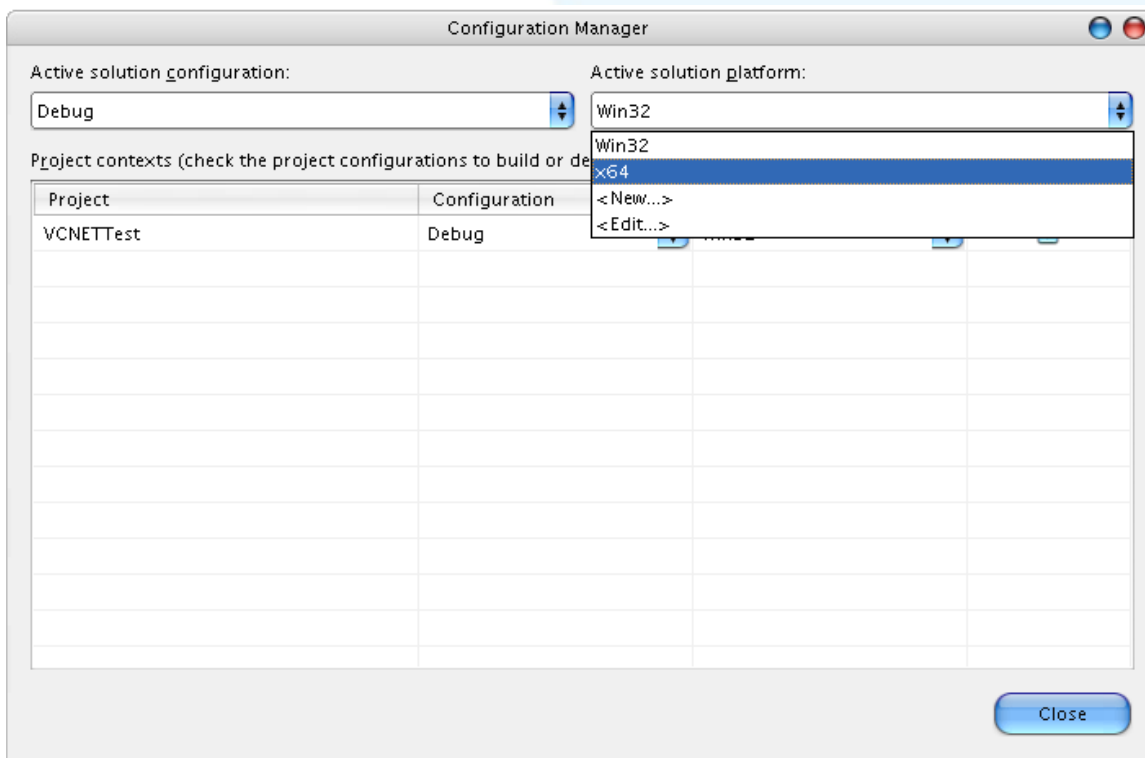 Configuration Manager
Active solution configuration:
Active solution platform:
Debug
Win32
Project contexts (check the project configurations to build or de
Win32
x64
<New...>
<Edit...>
Project
Configuration
VCNETTest
Debug
Close